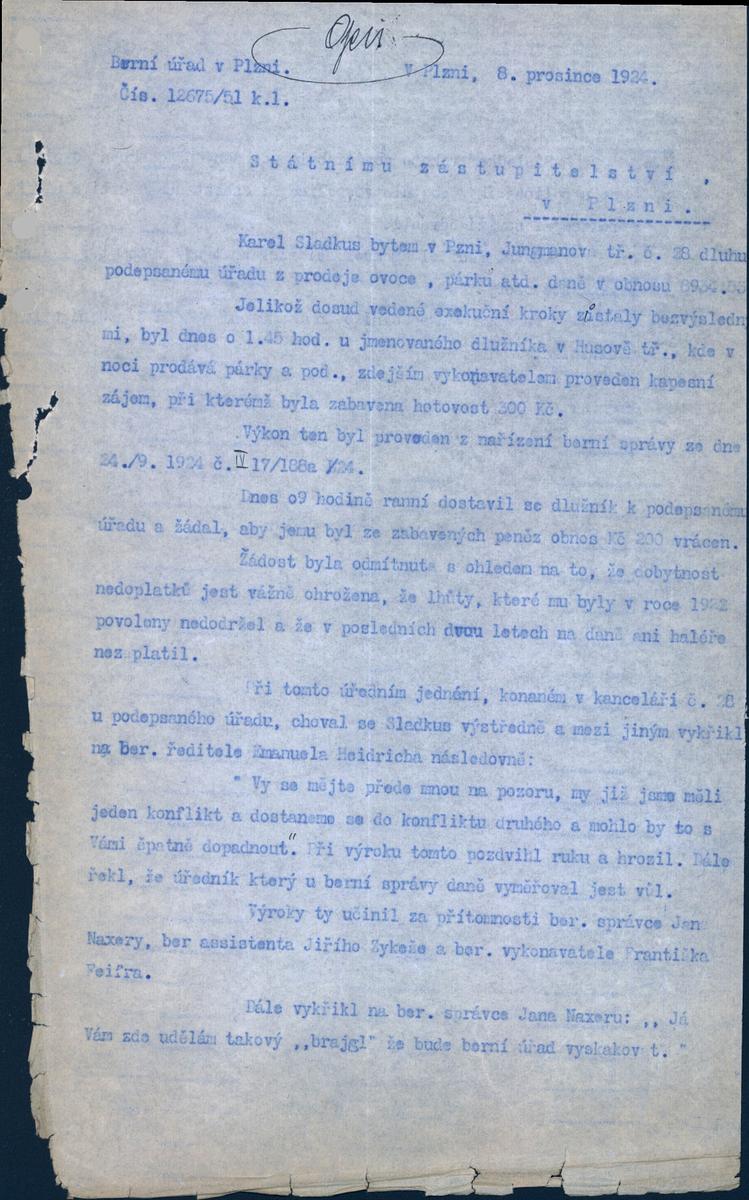 Opis
Berní úřad v Plzni. V Plzni, 8. prosince 1924.
Čís. 12675/51 k.l.
Státnímu zástupitelství,
v Plzni.
Karel Sladkus bytem v Pzni, Jungmanova tř. č. 28 dluhu
podepsanému úřadu z prodeje ovoce , párků atd. daně v obnosu
Jelikož dosud vedené exekuční kroky zůstaly bezvýsledn
mi, byl dnes o 1.45 hod. u jmenovaného dlužníka v Husově tř., kde v
noci prodává párky a pod., zdejším vykonavatelem proveden kapesní
zájem, při kterémž byla zabavena hotovost 300 Kč.
Výkon ten byl proveden z nařízení berní správy ze dne
24./9. 1924 č. IV 17/188a /24.
Dnes o9 hodině ranní dostavil se dlužník k podepsanému
úřadu a žádal, aby jemu byl ze zabavených peněz obnos Kč 200 vrácen.
Žádost byla odmítnuta s ohledem na to, že dobytnost
nedoplatků jest vážně ohrožena, že lhůty, které mu byly v roce 1922
povoleny nedodržel a že v posledních dvou letech na daně ani haléře
nezaplatil.
Při tomto úředním jednání, konaném v kanceláři č. 28
u podepsaného úřadu, choval se Sladkus výstředně a mezi jiným vykřikl
na ber. ředitele Emanuela Heidricha následovně:
" Vy se mějte přede mnou na pozoru, my již jsme měli
jeden konflikt a dostaneme se do konfliktu druhého a mohlo by to s
Vámi špatně dopadnout". Při výroku tomto pozdvihl ruku a hrozil. Dále
řekl, že úředník který u berní správy daně vyměřoval jest vůl.
Výroky ty učinil za přítomnosti ber. správce Jana
Naxery, ber assistenta Jiřího Zykeše a ber. vykonavatele Františka
Feifra.
Dále vykřikl na ber. správce Jana Naxeru: ,, Já
Vám zde udělám takový ,,brajgl" že bude berní úřad vyskakovat. "